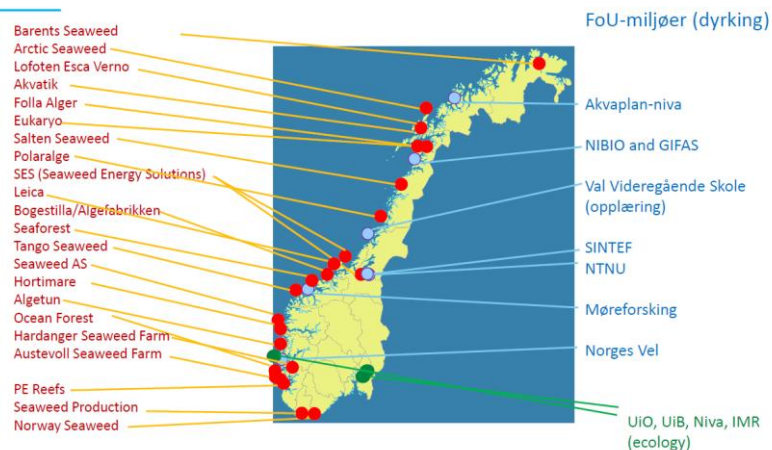 Barents Seaweed
Arctic Seaweed
Lofoten Esca Verno
Akvatik
Folla Alger
Eukaryo
Salten Seaweed
Polaralge
SES (Seaweed Energy Solutions)
Leica
Bogestilla/Algefabrikken
Seaforest
Tango Seaweed
Seaweed AS
Hortimare
Algetun
Ocean Forest
Hardanger Seaweed Farm
Austevoll Seaweed Farm
PE Reefs
Seaweed Production
Norway Seaweed
FoU-miljøer (dyrking)
Akvaplan-niva
NIBIO and GIFAS
Val Videregående Skole
(opplæring)
SINTEF
NTNU
Møreforsking
Norges Vel
UiO, UiB, Niva, IMR
(ecology)